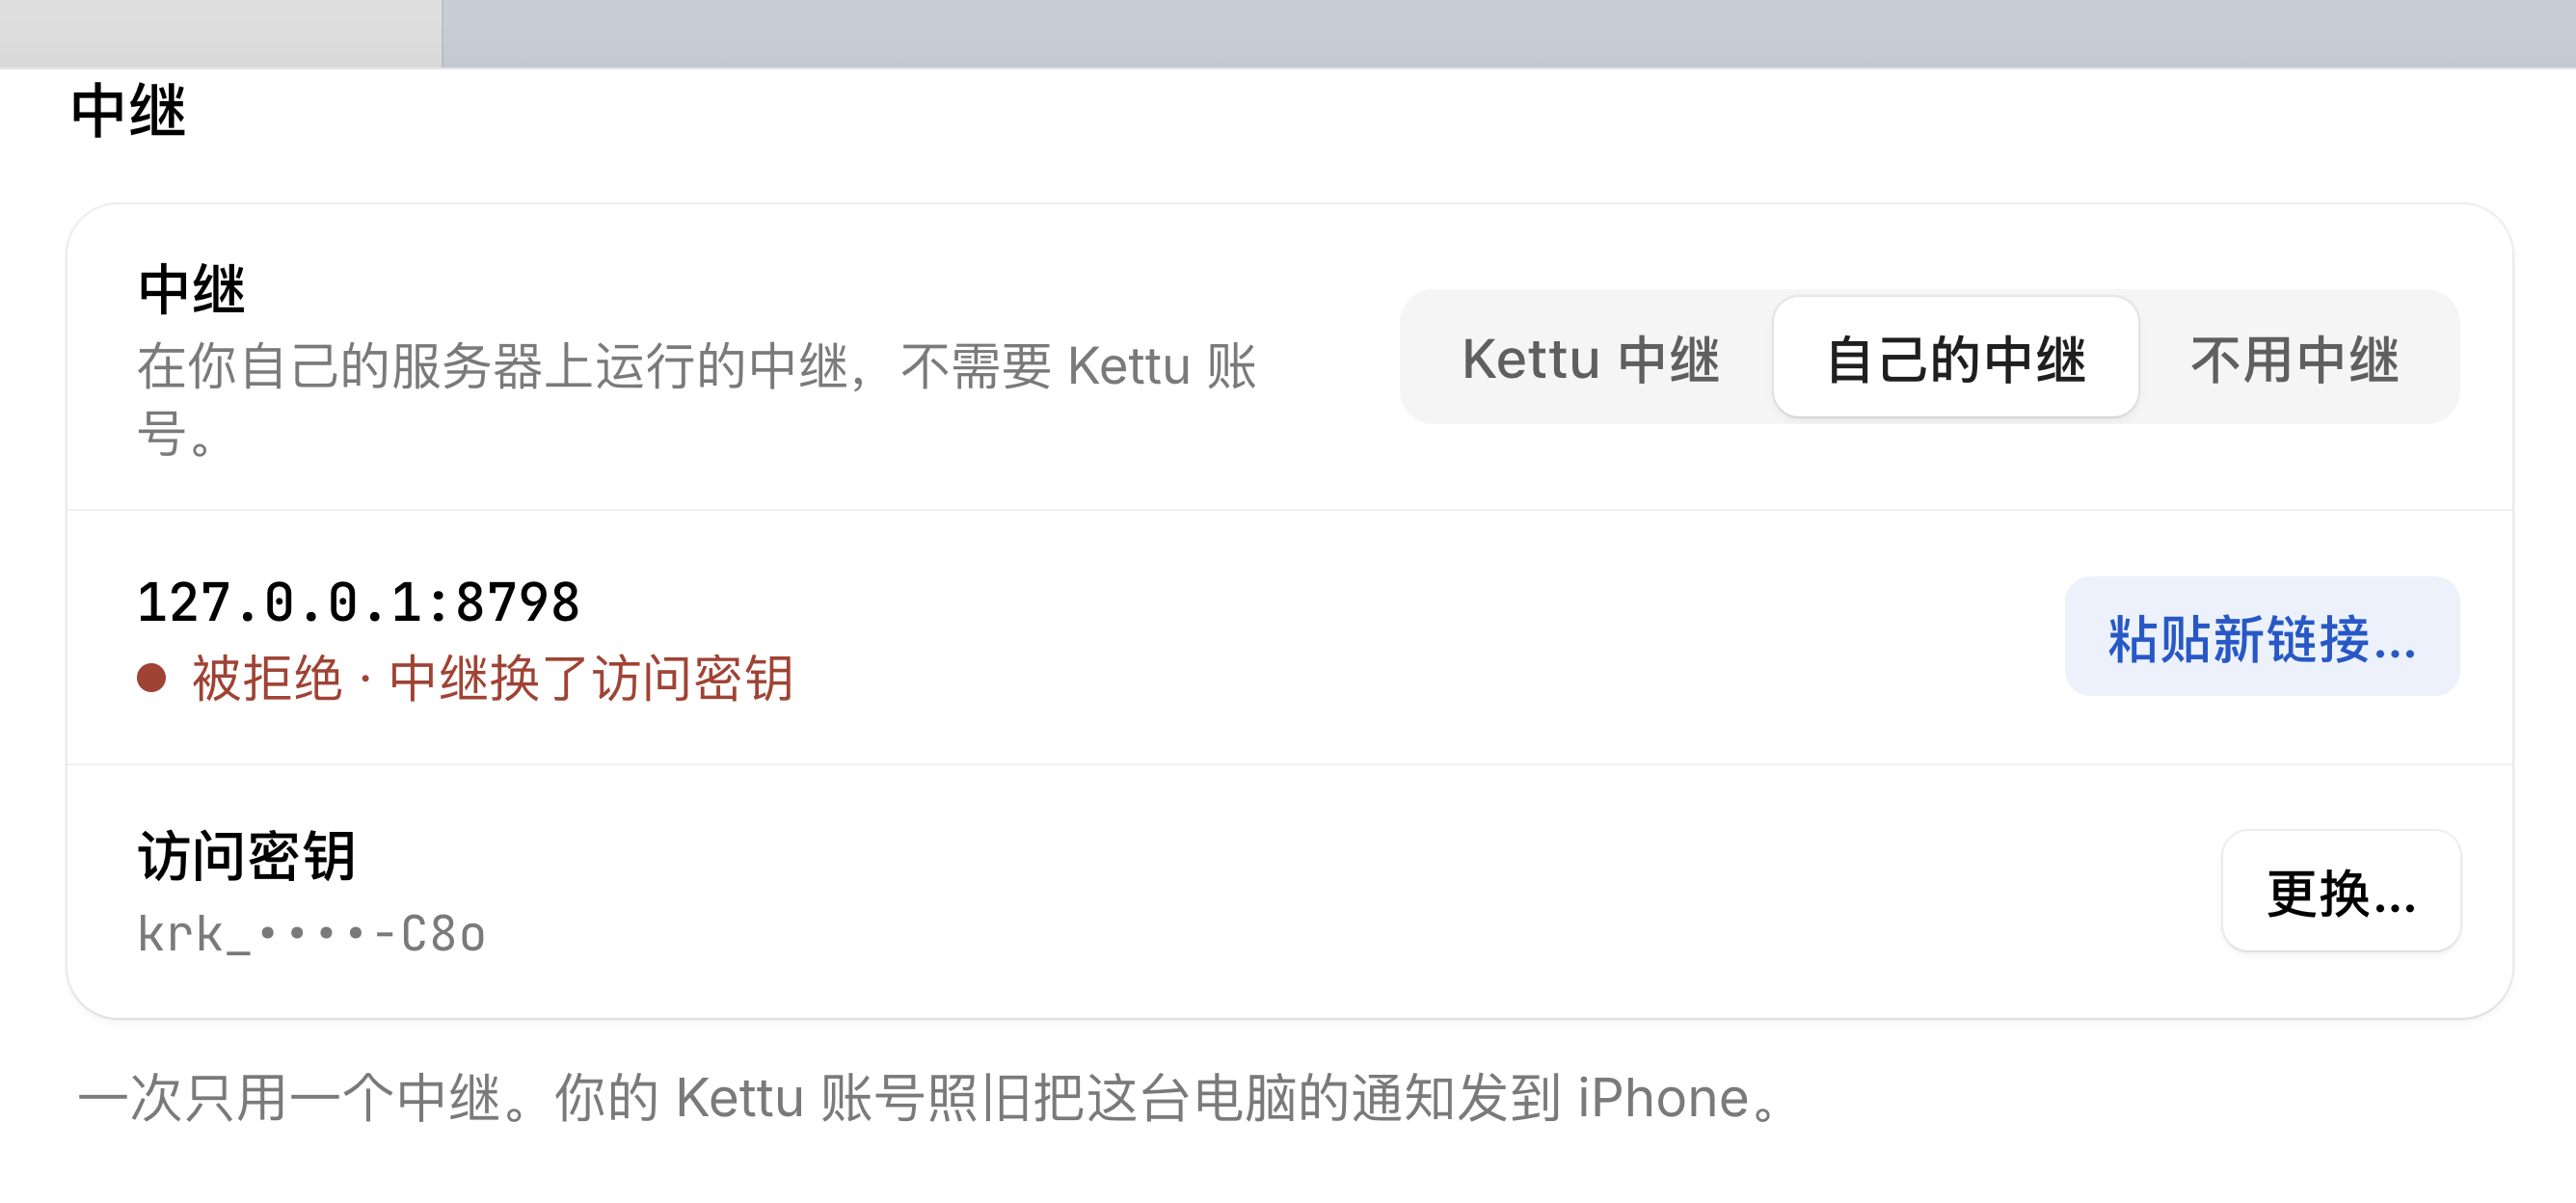 中继
中继
在你自己的服务器上运行的中继，不需要 Kettu 账
号。
Kettu 中继
自己的中继
不用中继
127.0.0.1:8798
被拒绝 · 中继换了访问密钥
粘贴新链接...
访问密钥
krk_••••-C8o
更换...
一次只用一个中继。你的 Kettu 账号照旧把这台电脑的通知发到 iPhone。